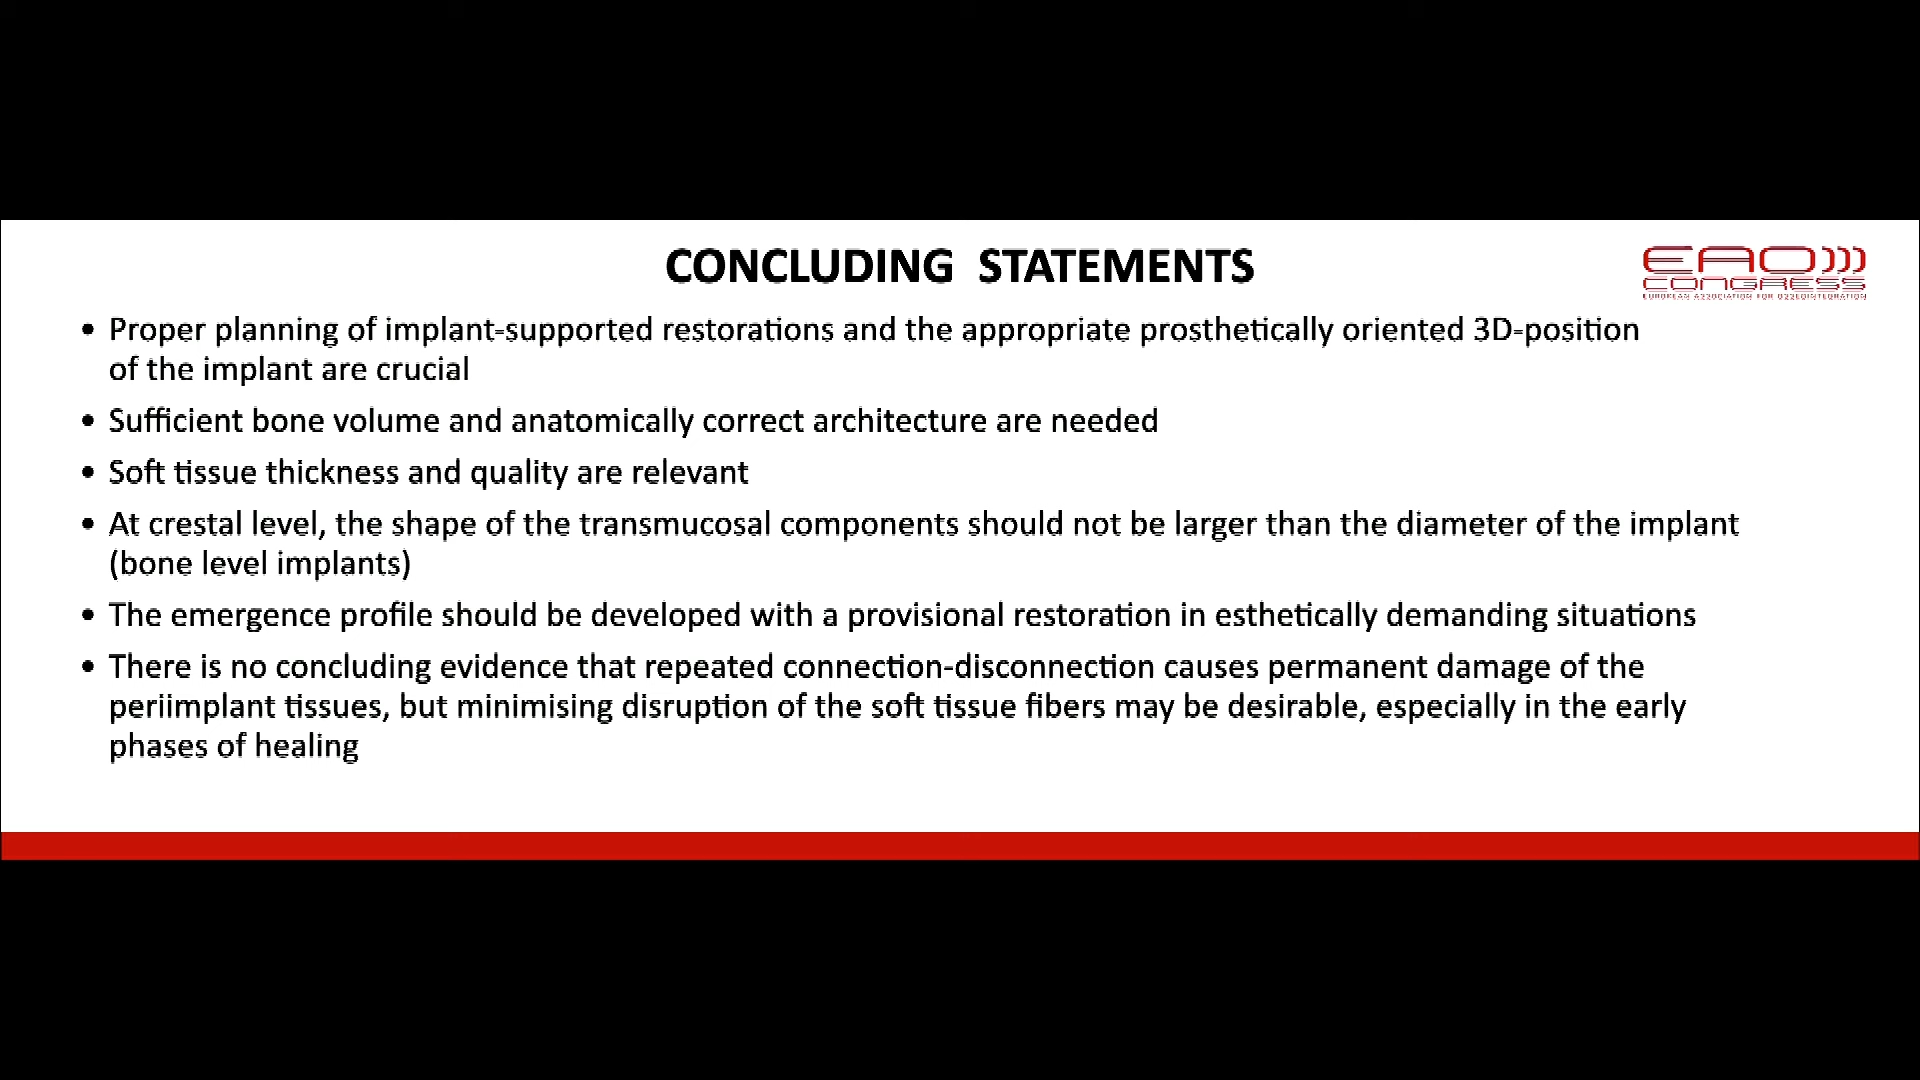 CONCLUDING STATEMENTS
EAO)))
CONGRESS
EUROPEAN ASSOCIATION FOR OSSEOINTEGRATION
• Proper planning of implant-supported restorations and the appropriate prosthetically oriented 3D-position
of the implant are crucial
• Sufficient bone volume and anatomically correct architecture are needed
• Soft tissue thickness and quality are relevant
• At crestal level, the shape of the transmucosal components should not be larger than the diameter of the implant
(bone level implants)
• The emergence profile should be developed with a provisional restoration in esthetically demanding situations
• There is no concluding evidence that repeated connection-disconnection causes permanent damage of the
periimplant tissues, but minimising disruption of the soft tissue fibers may be desirable, especially in the early
phases of healing